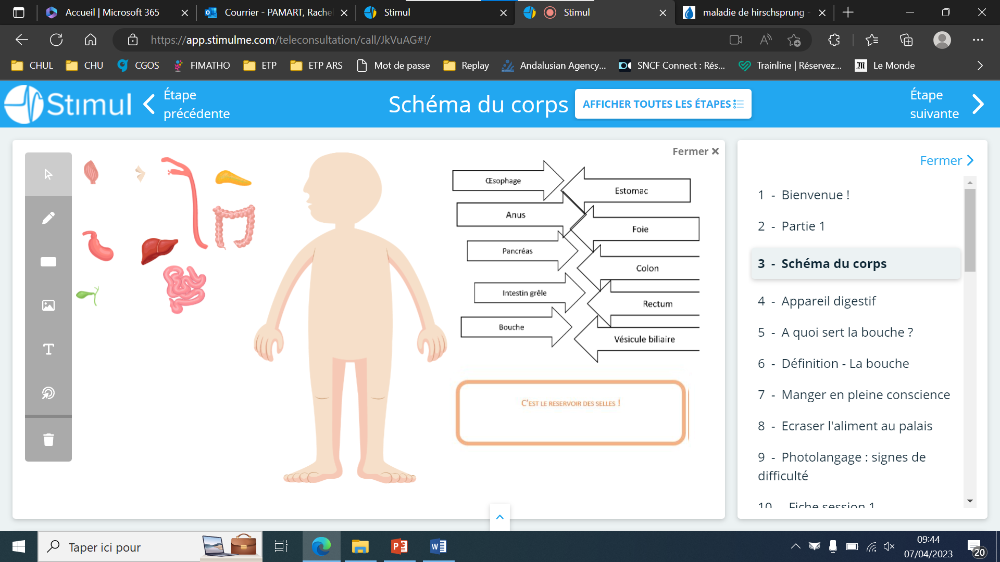 Accueil | Microsoft 365
Courrier - PAMART, Rachel
Stimul
Stimul
maladie de hirschsprung -
https://app.stimulme.com/teleconsultation/call/JkVuAG#!/
CHUL
CHU
CGOS
FIMATHO
ETP
ETP ARS
Mot de passe
Replay
Andalusian Agency...
SNCF Connect : Rés...
Trainline | Réservez...
Le Monde
Stimul
Étape
précédente
Schéma du corps
AFFICHER TOUTES LES ÉTAPES
Étape
suivante
Fermer
Œsophage
Estomac
Anus
Foie
Pancréas
Colon
Intestin grêle
Rectum
Bouche
Vésicule biliaire
C'EST LE RESERVOIR DES SELLES !
T
Fermer
1 - Bienvenue !
2 - Partie 1
3 - Schéma du corps
4 - Appareil digestif
5 - A quoi sert la bouche ?
6 - Définition - La bouche
7 - Manger en pleine conscience
8 - Ecraser l'aliment au palais
9 - Photolangage : signes de
difficulté
10 - Fiche session 1
Taper ici pour
09:44
07/04/2023
20